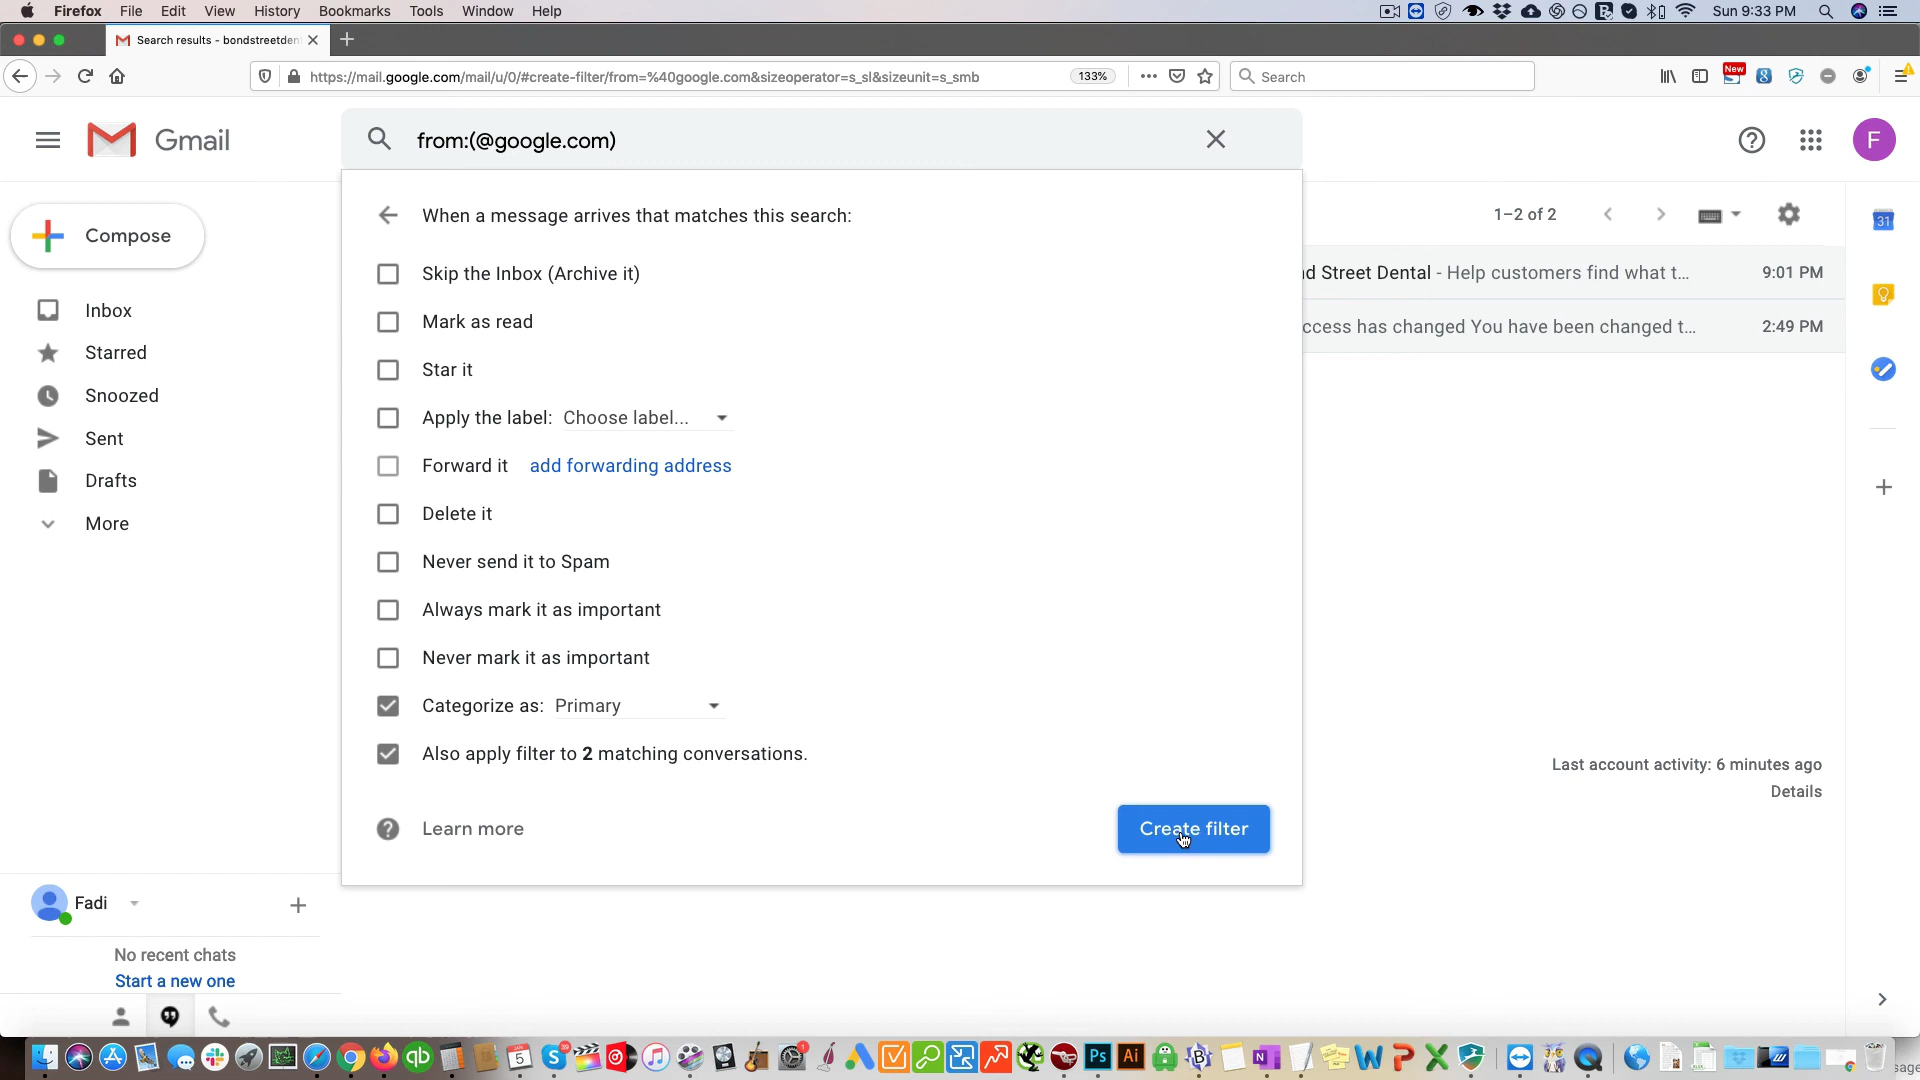 Firefox File Edit View History Bookmarks Tools Window Help Sun 9:33 PM
Search results - bondstreetden
https://mail.google.com/mail/u/0/#create-filter/from=%40google.com&sizeoperator=s_sl&sizeunit=s_smb 133% Search New
Gmail
from:(@google.com)
F
Compose
When a message arrives that matches this search:
1–2 of 2
31
Skip the Inbox (Archive it)
d Street Dental - Help customers find what t... 9:01 PM
Inbox
Mark as read
ccess has changed You have been changed t... 2:49 PM
Starred
Star it
Snoozed
Apply the label: Choose label...
Sent
Forward it add forwarding address
Drafts
Delete it
More
Never send it to Spam
Always mark it as important
Never mark it as important
Categorize as: Primary
Also apply filter to 2 matching conversations.
Last account activity: 6 minutes ago
Details
Learn more
Create filter
Fadi
No recent chats
Start a new one